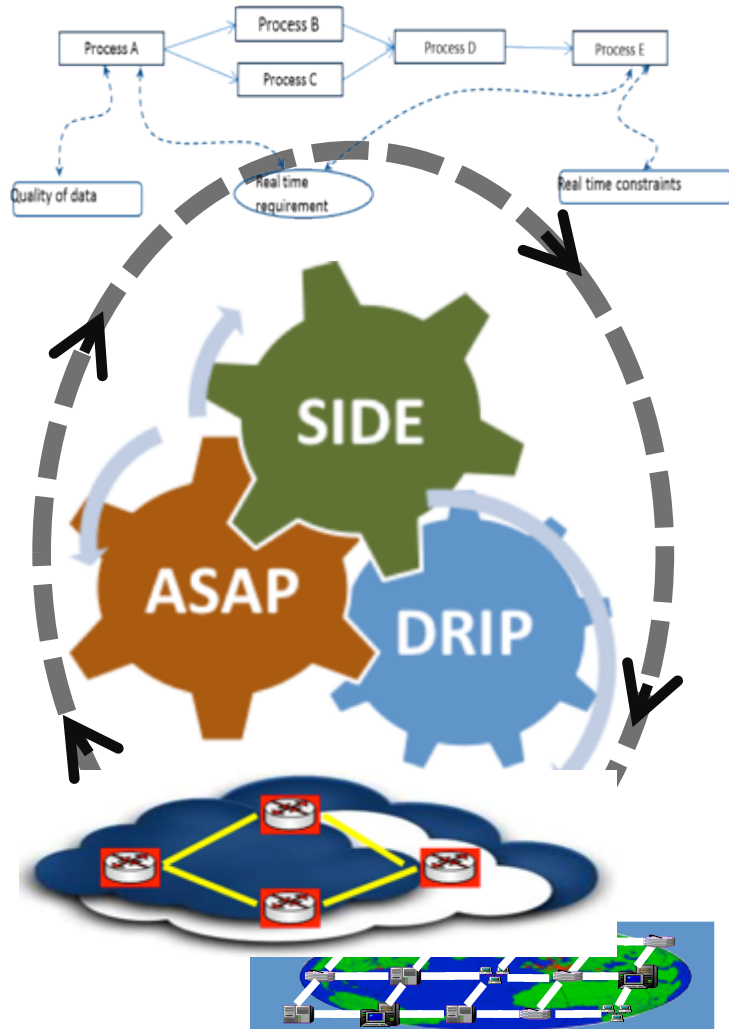 Process B
Process A
Process D
Process E
Process C
Quality of data
Real time
requirement
Real time constraints
SIDE
ASAP
DRIP